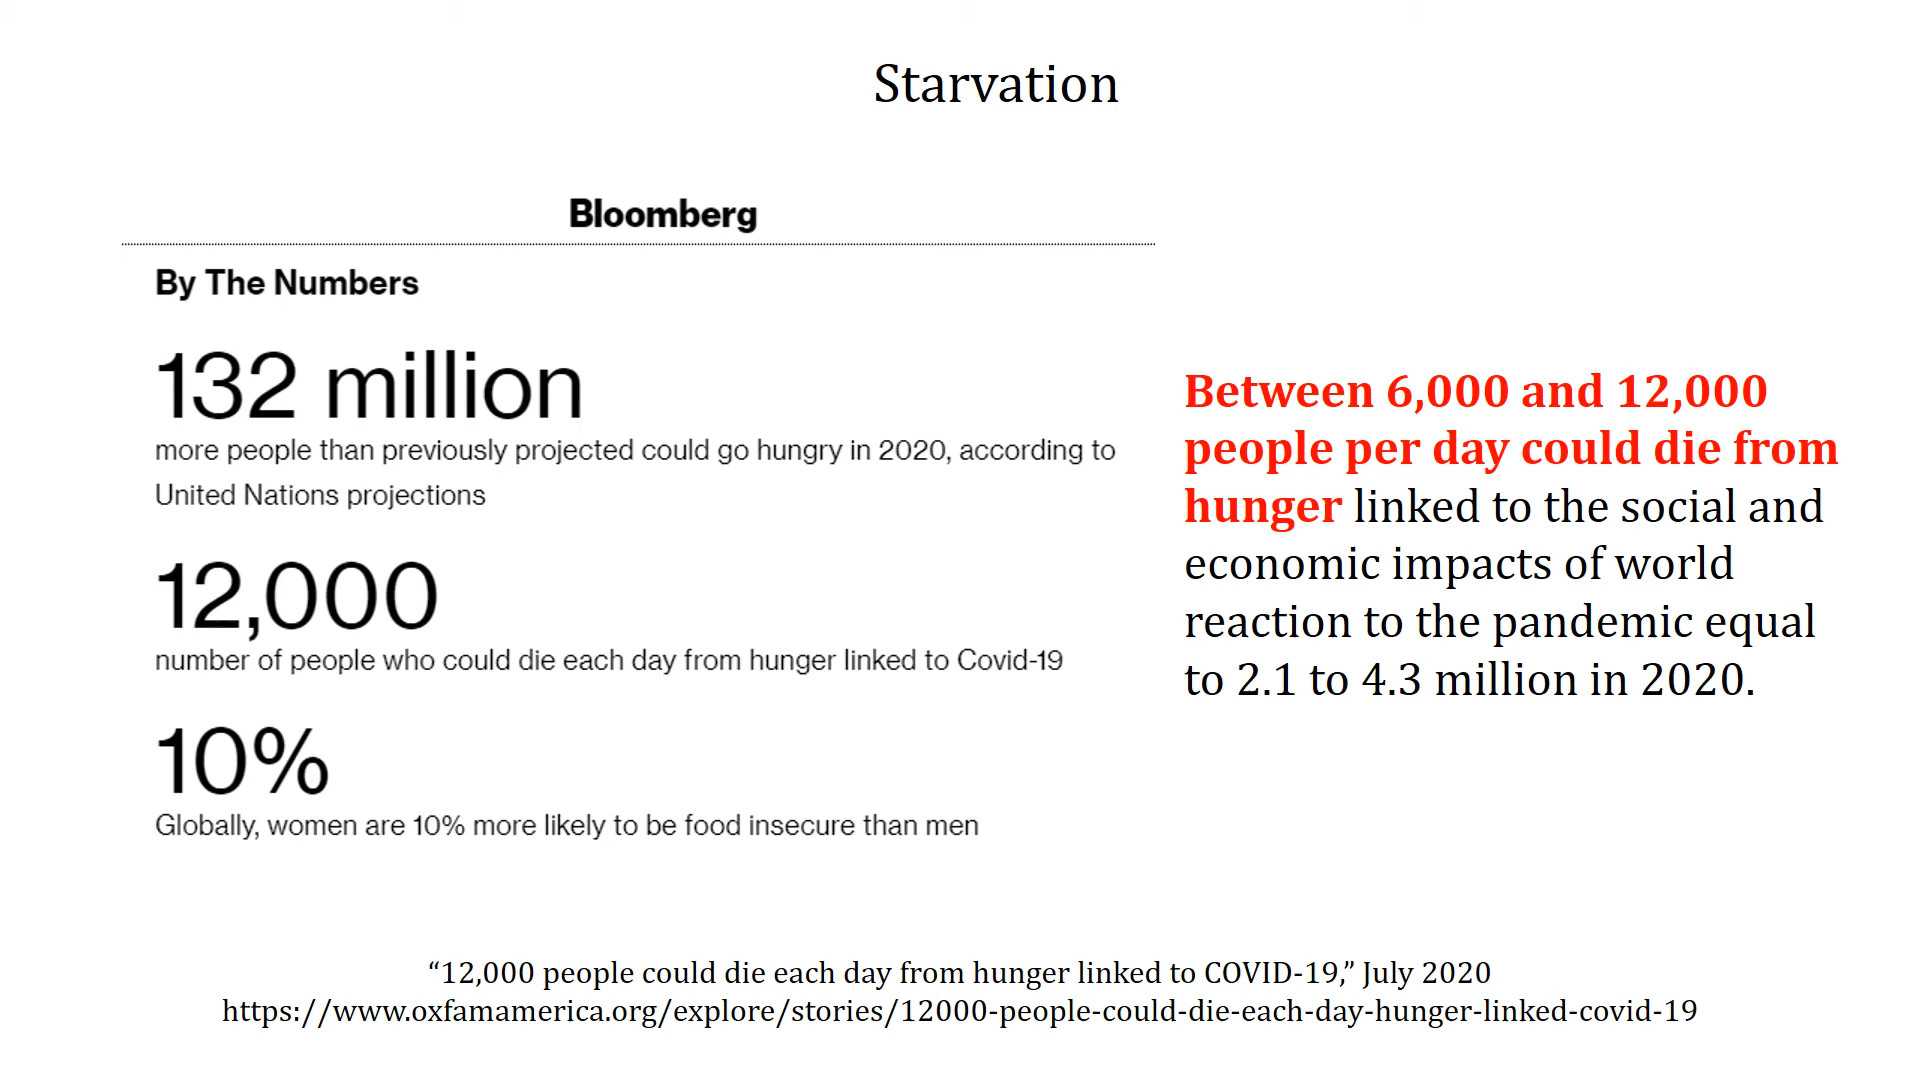 Starvation
Bloomberg
By The Numbers
132 million
more people than previously projected could go hungry in 2020, according to
United Nations projections
12,000
number of people who could die each day from hunger linked to Covid-19
10%
Globally, women are 10% more likely to be food insecure than men
Between 6,000 and 12,000
people per day could die from
hunger linked to the social and
economic impacts of world
reaction to the pandemic equal
to 2.1 to 4.3 million in 2020.
“12,000 people could die each day from hunger linked to COVID-19,” July 2020
https://www.oxfamamerica.org/explore/stories/12000-people-could-die-each-day-hunger-linked-covid-19